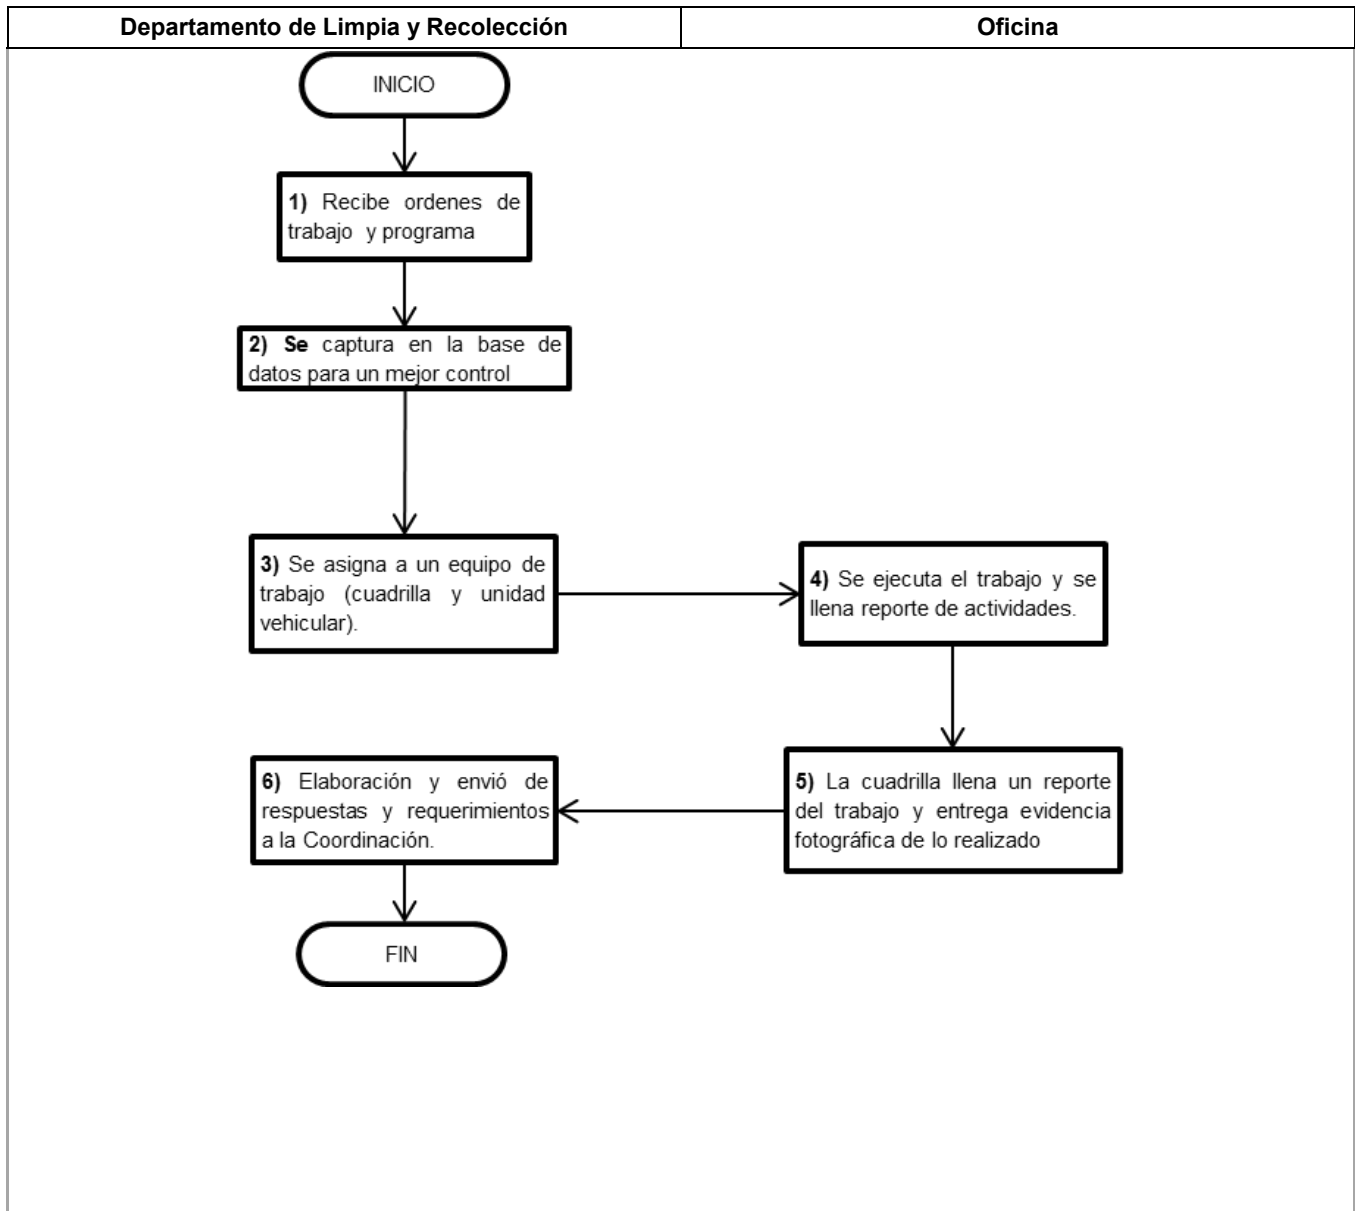 Departamento de Limpia y Recolección
Oficina
INICIO
1) Recibe ordenes de
trabajo y programa
2) Se captura en la base de
datos para un mejor control
3) Se asigna a un equipo de
trabajo (cuadrilla y unidad
vehicular).
4) Se ejecuta el trabajo y se
llena reporte de actividades.
5) La cuadrilla llena un reporte
del trabajo y entrega evidencia
fotográfica de lo realizado
6) Elaboración y envió de
respuestas y requerimientos
a la Coordinación.
FIN